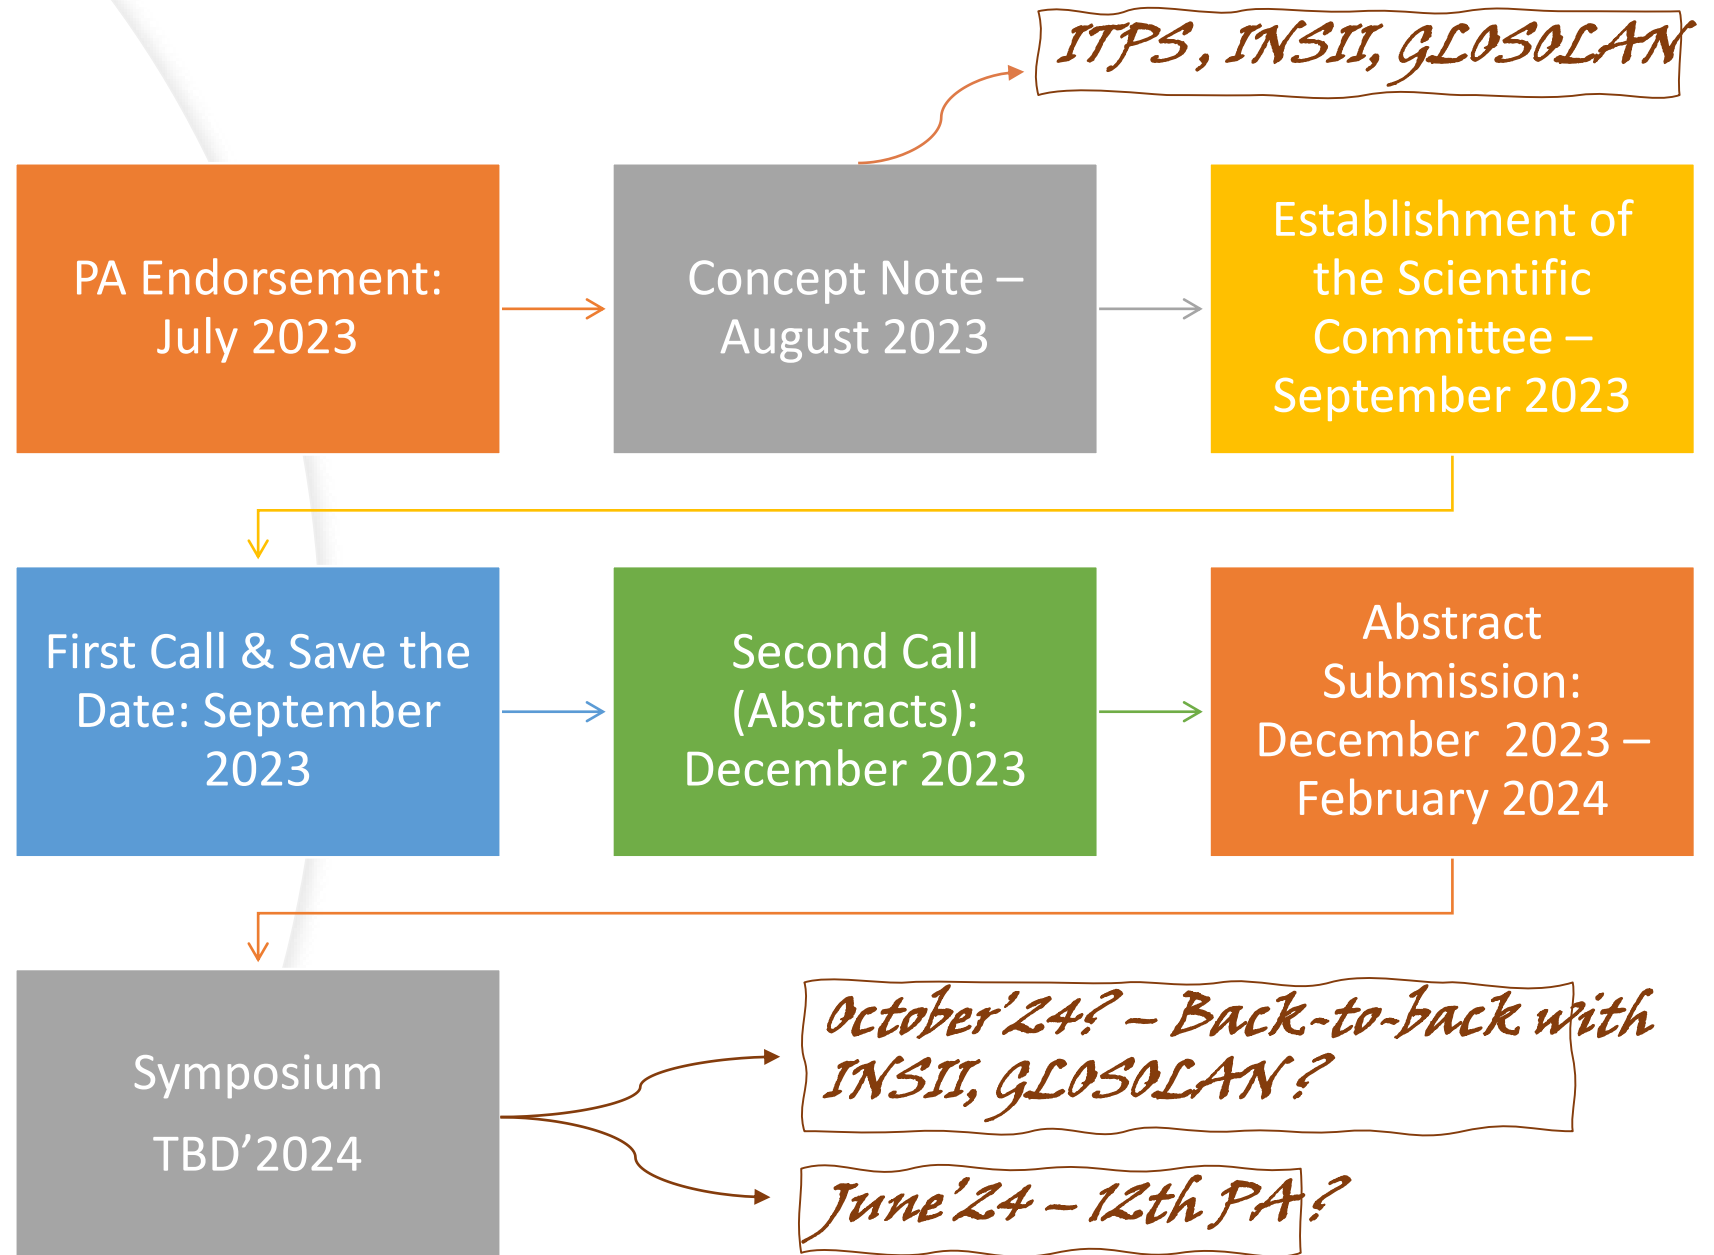 ITPS, INSII, GLOSOLAN
PA Endorsement:
July 2023
Concept Note –
August 2023
Establishment of
the Scientific
Committee –
September 2023
First Call & Save the
Date: September
2023
Second Call
(Abstracts):
December 2023
Abstract
Submission:
December 2023 –
February 2024
Symposium
TBD’2024
October’24? – Back-to-back with
INSII, GLOSOLAN?
June’24 – 12th PA?